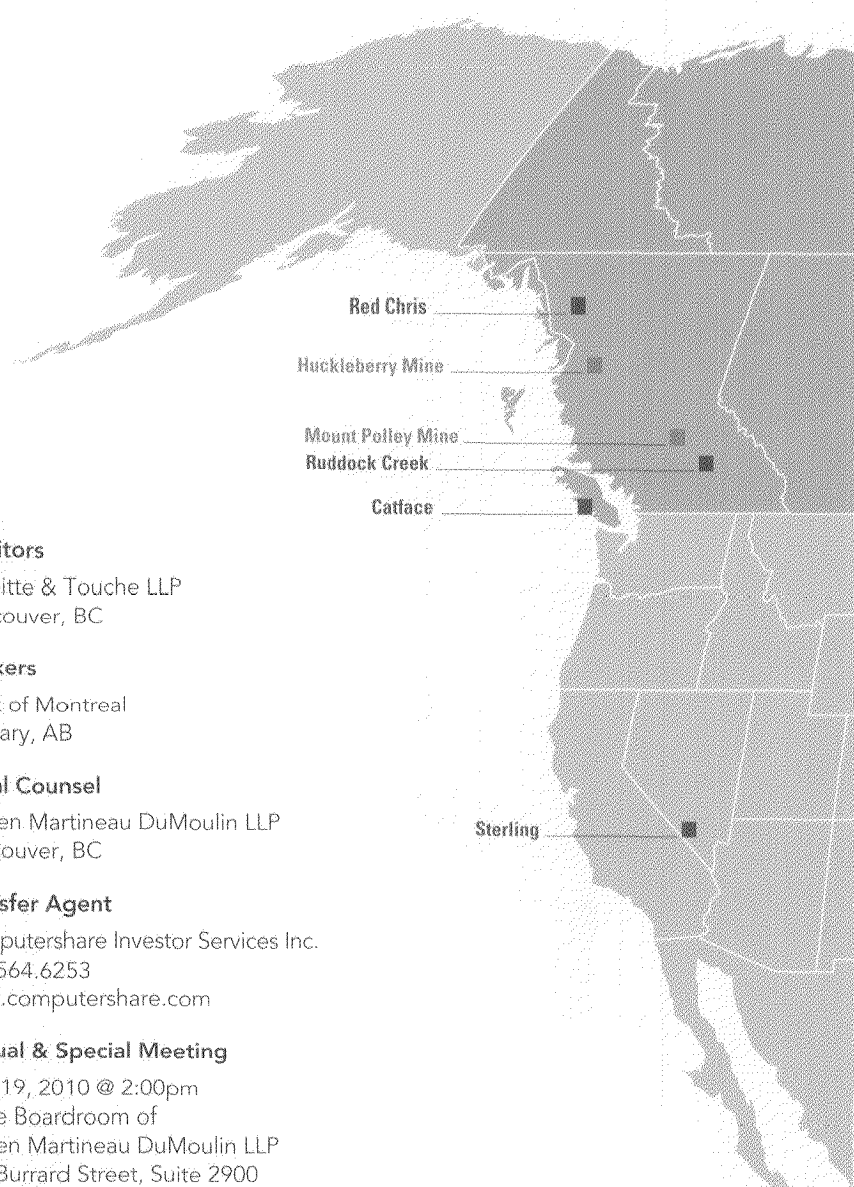 Red Chris
Huckleberry Mine
Mount Polley Mine
Ruddock Creek
Catface
Sterling
itors
itte & Touche LLP
couver, BC
kers
k of Montreal
ary, AB
al Counsel
en Martineau DuMoulin LLP
couver, BC
sfer Agent
putershare Investor Services Inc.
564.6253
.computershare.com
ual & Special Meeting
19, 2010 @ 2:00pm
e Boardroom of
en Martineau DuMoulin LLP
Burrard Street, Suite 2900